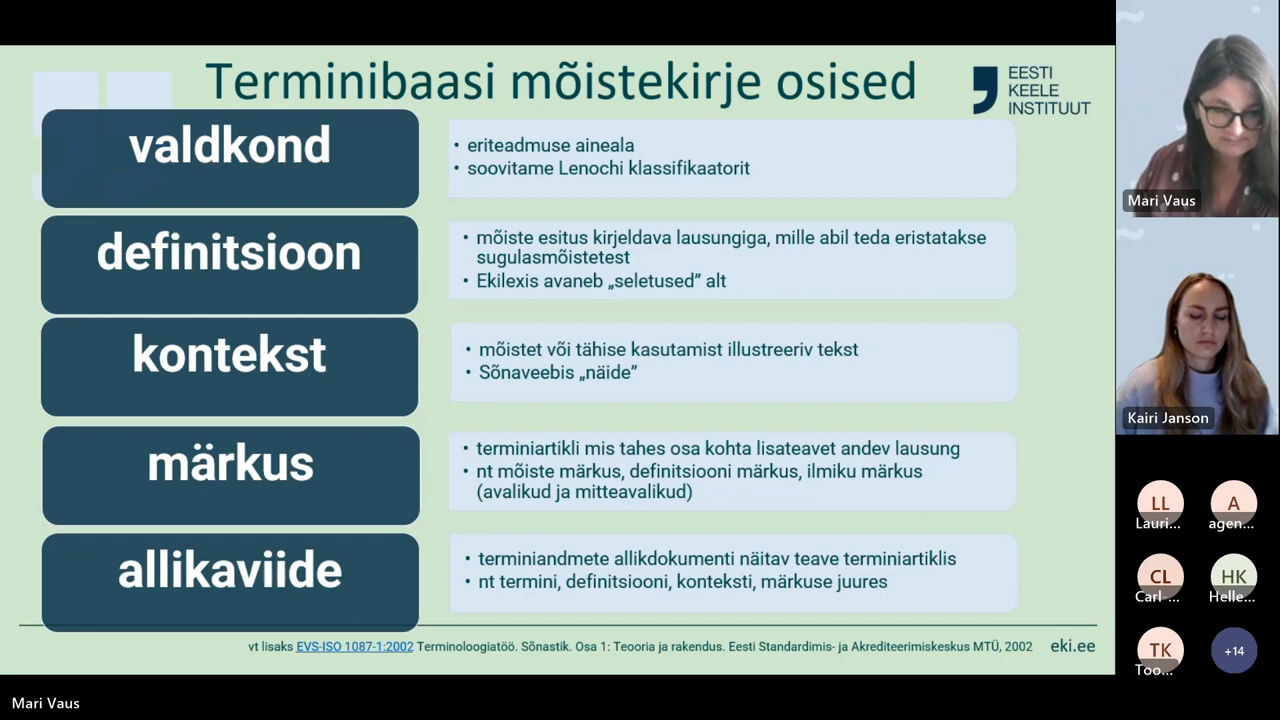 Terminibaasi mõistekirje osised
EESTI
KEELE
INSTITUUT
valdkond
• eriteadmuse aineala
• soovitame Lenochi klassifikaatorit
definitsioon
• mõiste esitus kirjeldava lausungiga, mille abil teda eristatakse
sugulasmõistetest
• Ekilexis avaneb „seletused” alt
kontekst
• mõistet või tähise kasutamist illustreeriv tekst
• Sõnaveebis „näide”
märkus
• terminiartikli mis tahes osa kohta lisateavet andev lausung
• nt mõiste märkus, definitsiooni märkus, ilmiku märkus
(avalikud ja mitteavalikud)
allikaviide
• terminiandmete allikdokumenti näitav teave terminiartiklis
• nt termini, definitsiooni, konteksti, märkuse juures
vt lisaks EVS-ISO 1087-1:2002 Terminoloogiatöö. Sõnastik. Osa 1: Teooria ja rakendus. Eesti Standardimis- ja Akrediteerimiskeskus MTÜ, 2002
eki.ee
Mari Vaus
Kairi Janson
LL
Lauri...
A
agen...
CL
Carl-...
HK
Helle...
TK
Too...
+14
Mari Vaus